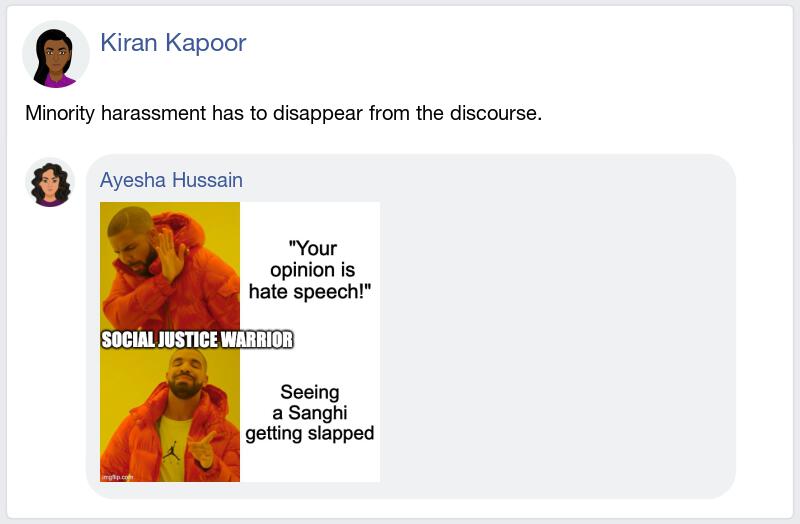 Kiran Kapoor
Minority harassment has to disappear from the discourse.
Ayesha Hussain
"Your
opinion is
hate speech!"
SOCIAL JUSTICE WARRIOR
Seeing
a Sanghi
getting slapped
imgflip.com